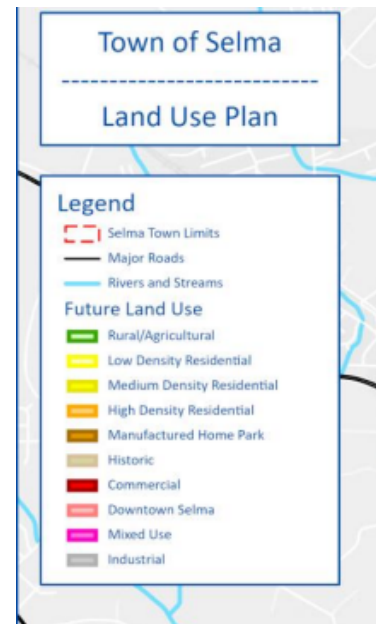 Town of Selma
Land Use Plan
Legend
Selma Town Limits
Major Roads
Rivers and Streams
Future Land Use
Rural/Agricultural
Low Density Residential
Medium Density Residential
High Density Residential
Manufactured Home Park
Historic
Commercial
Downtown Selma
Mixed Use
Industrial